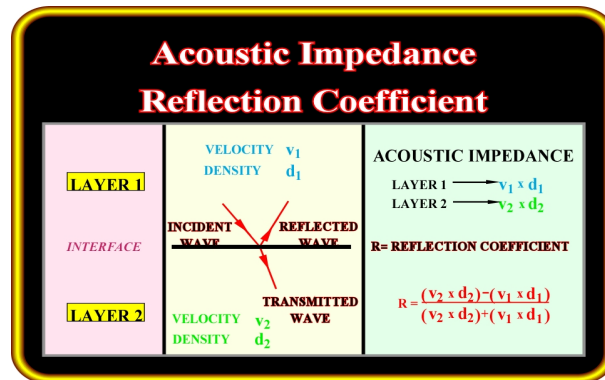 Acoustic Impedance
Reflection Coefficient
LAYER 1
INTERFACE
LAYER 2
VELOCITY v₁
DENSITY d₁
INCIDENT WAVE
REFLECTED WAVE
TRANSMITTED WAVE
VELOCITY v₂
DENSITY d₂
ACOUSTIC IMPEDANCE
LAYER 1 → v₁ x d₁
LAYER 2 → v₂ x d₂
R= REFLECTION COEFFICIENT
R = (v₂ x d₂)−(v₁ x d₁)
(v₂ x d₂)+(v₁ x d₁)